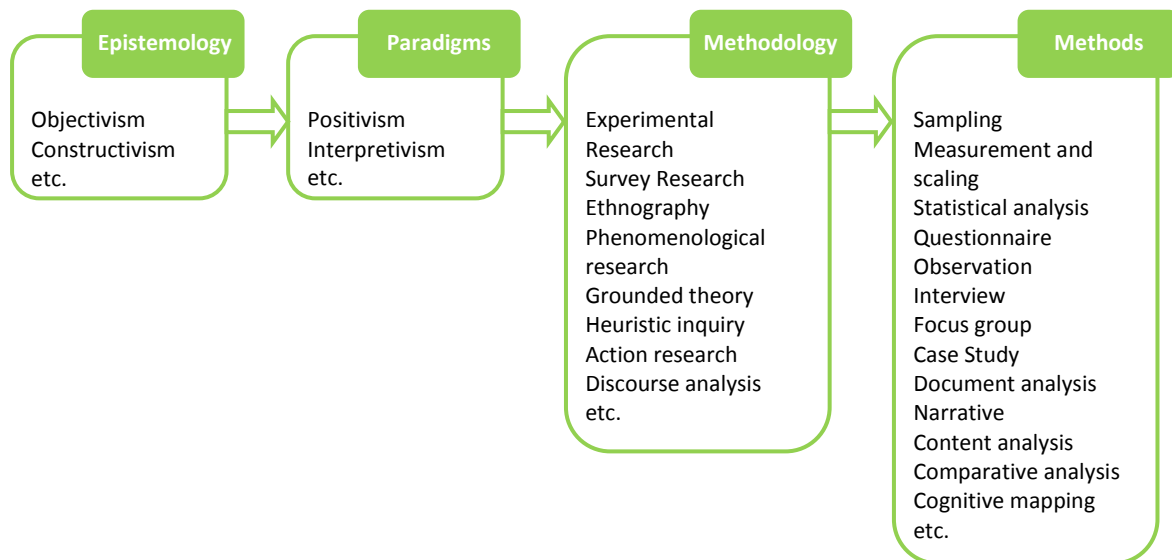 Epistemology
Objectivism
Constructivism
etc.
Paradigms
Positivism
Interpretivism
etc.
Methodology
Experimental
Research
Survey Research
Ethnography
Phenomenological
research
Grounded theory
Heuristic inquiry
Action research
Discourse analysis
etc.
Methods
Sampling
Measurement and
scaling
Statistical analysis
Questionnaire
Observation
Interview
Focus group
Case Study
Document analysis
Narrative
Content analysis
Comparative analysis
Cognitive mapping
etc.